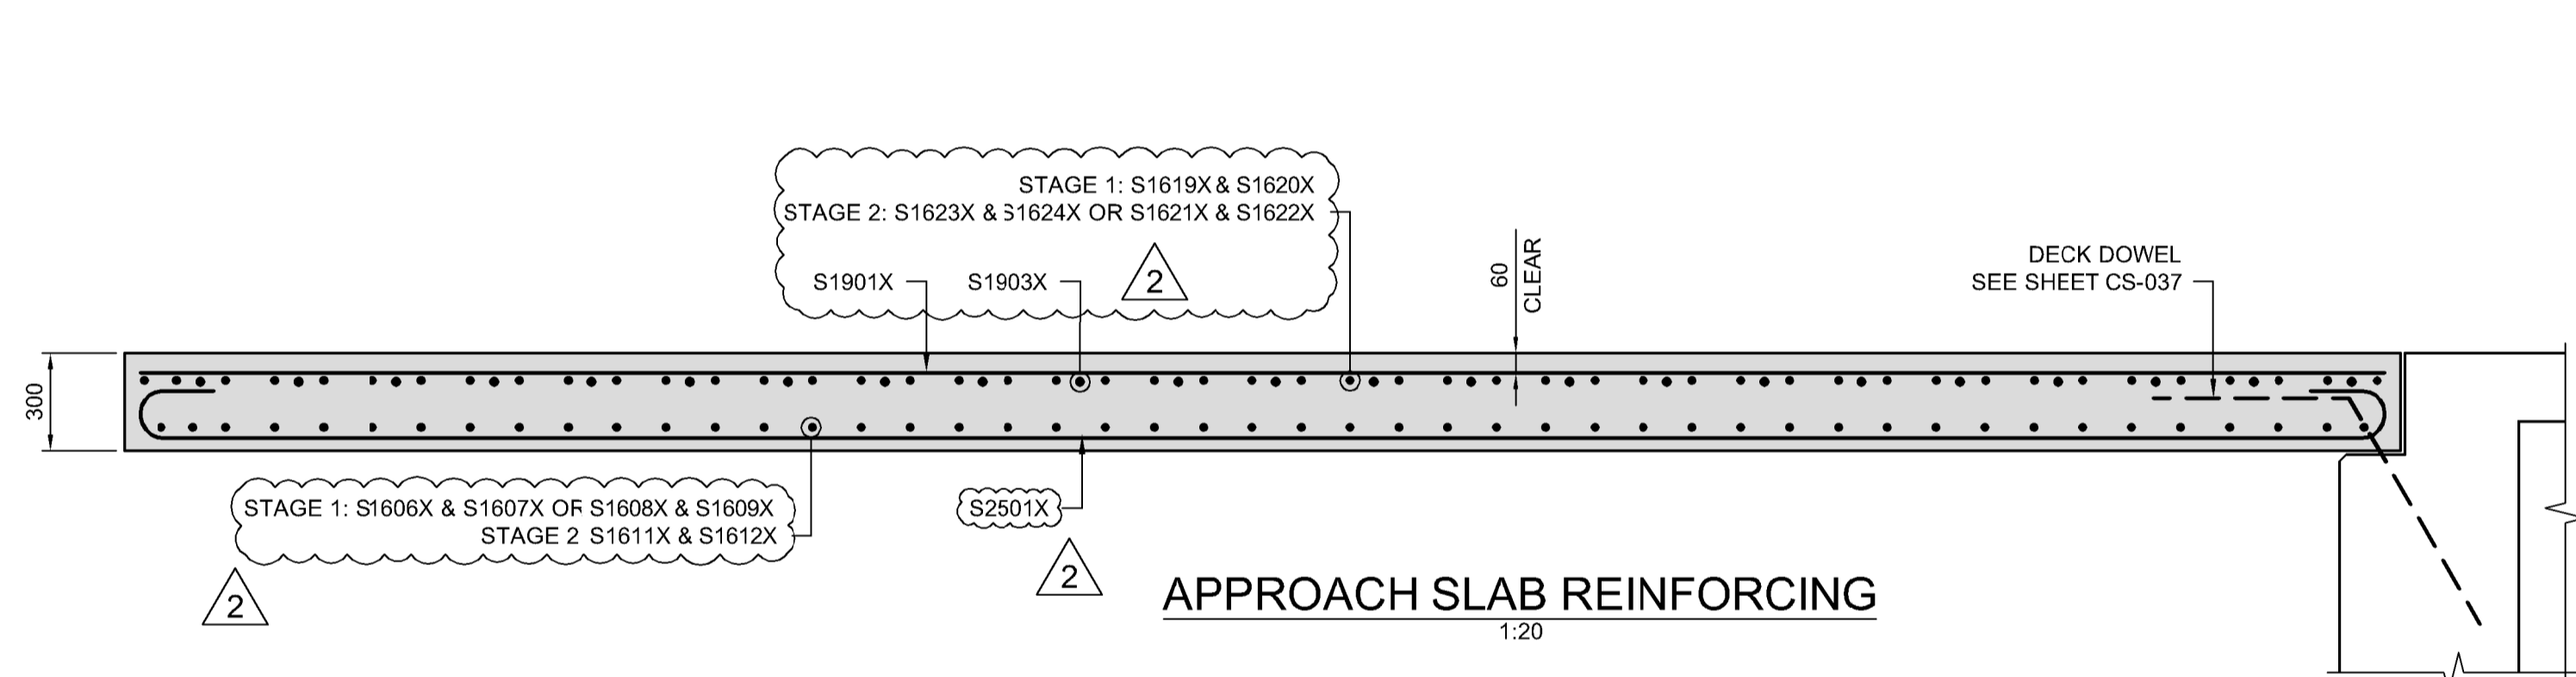 STAGE 1: S1619X & S1620X
STAGE 2: S1623X & S1624X OR S1621X & S1622X
S1901X S1903X 2
60 CLEAR
DECK DOWEL
SEE SHEET CS-037
300
STAGE 1: S1606X & S1607X OR S1608X & S1609X
STAGE 2 S1611X & S1612X
2
S2501X
2
APPROACH SLAB REINFORCING
1:20